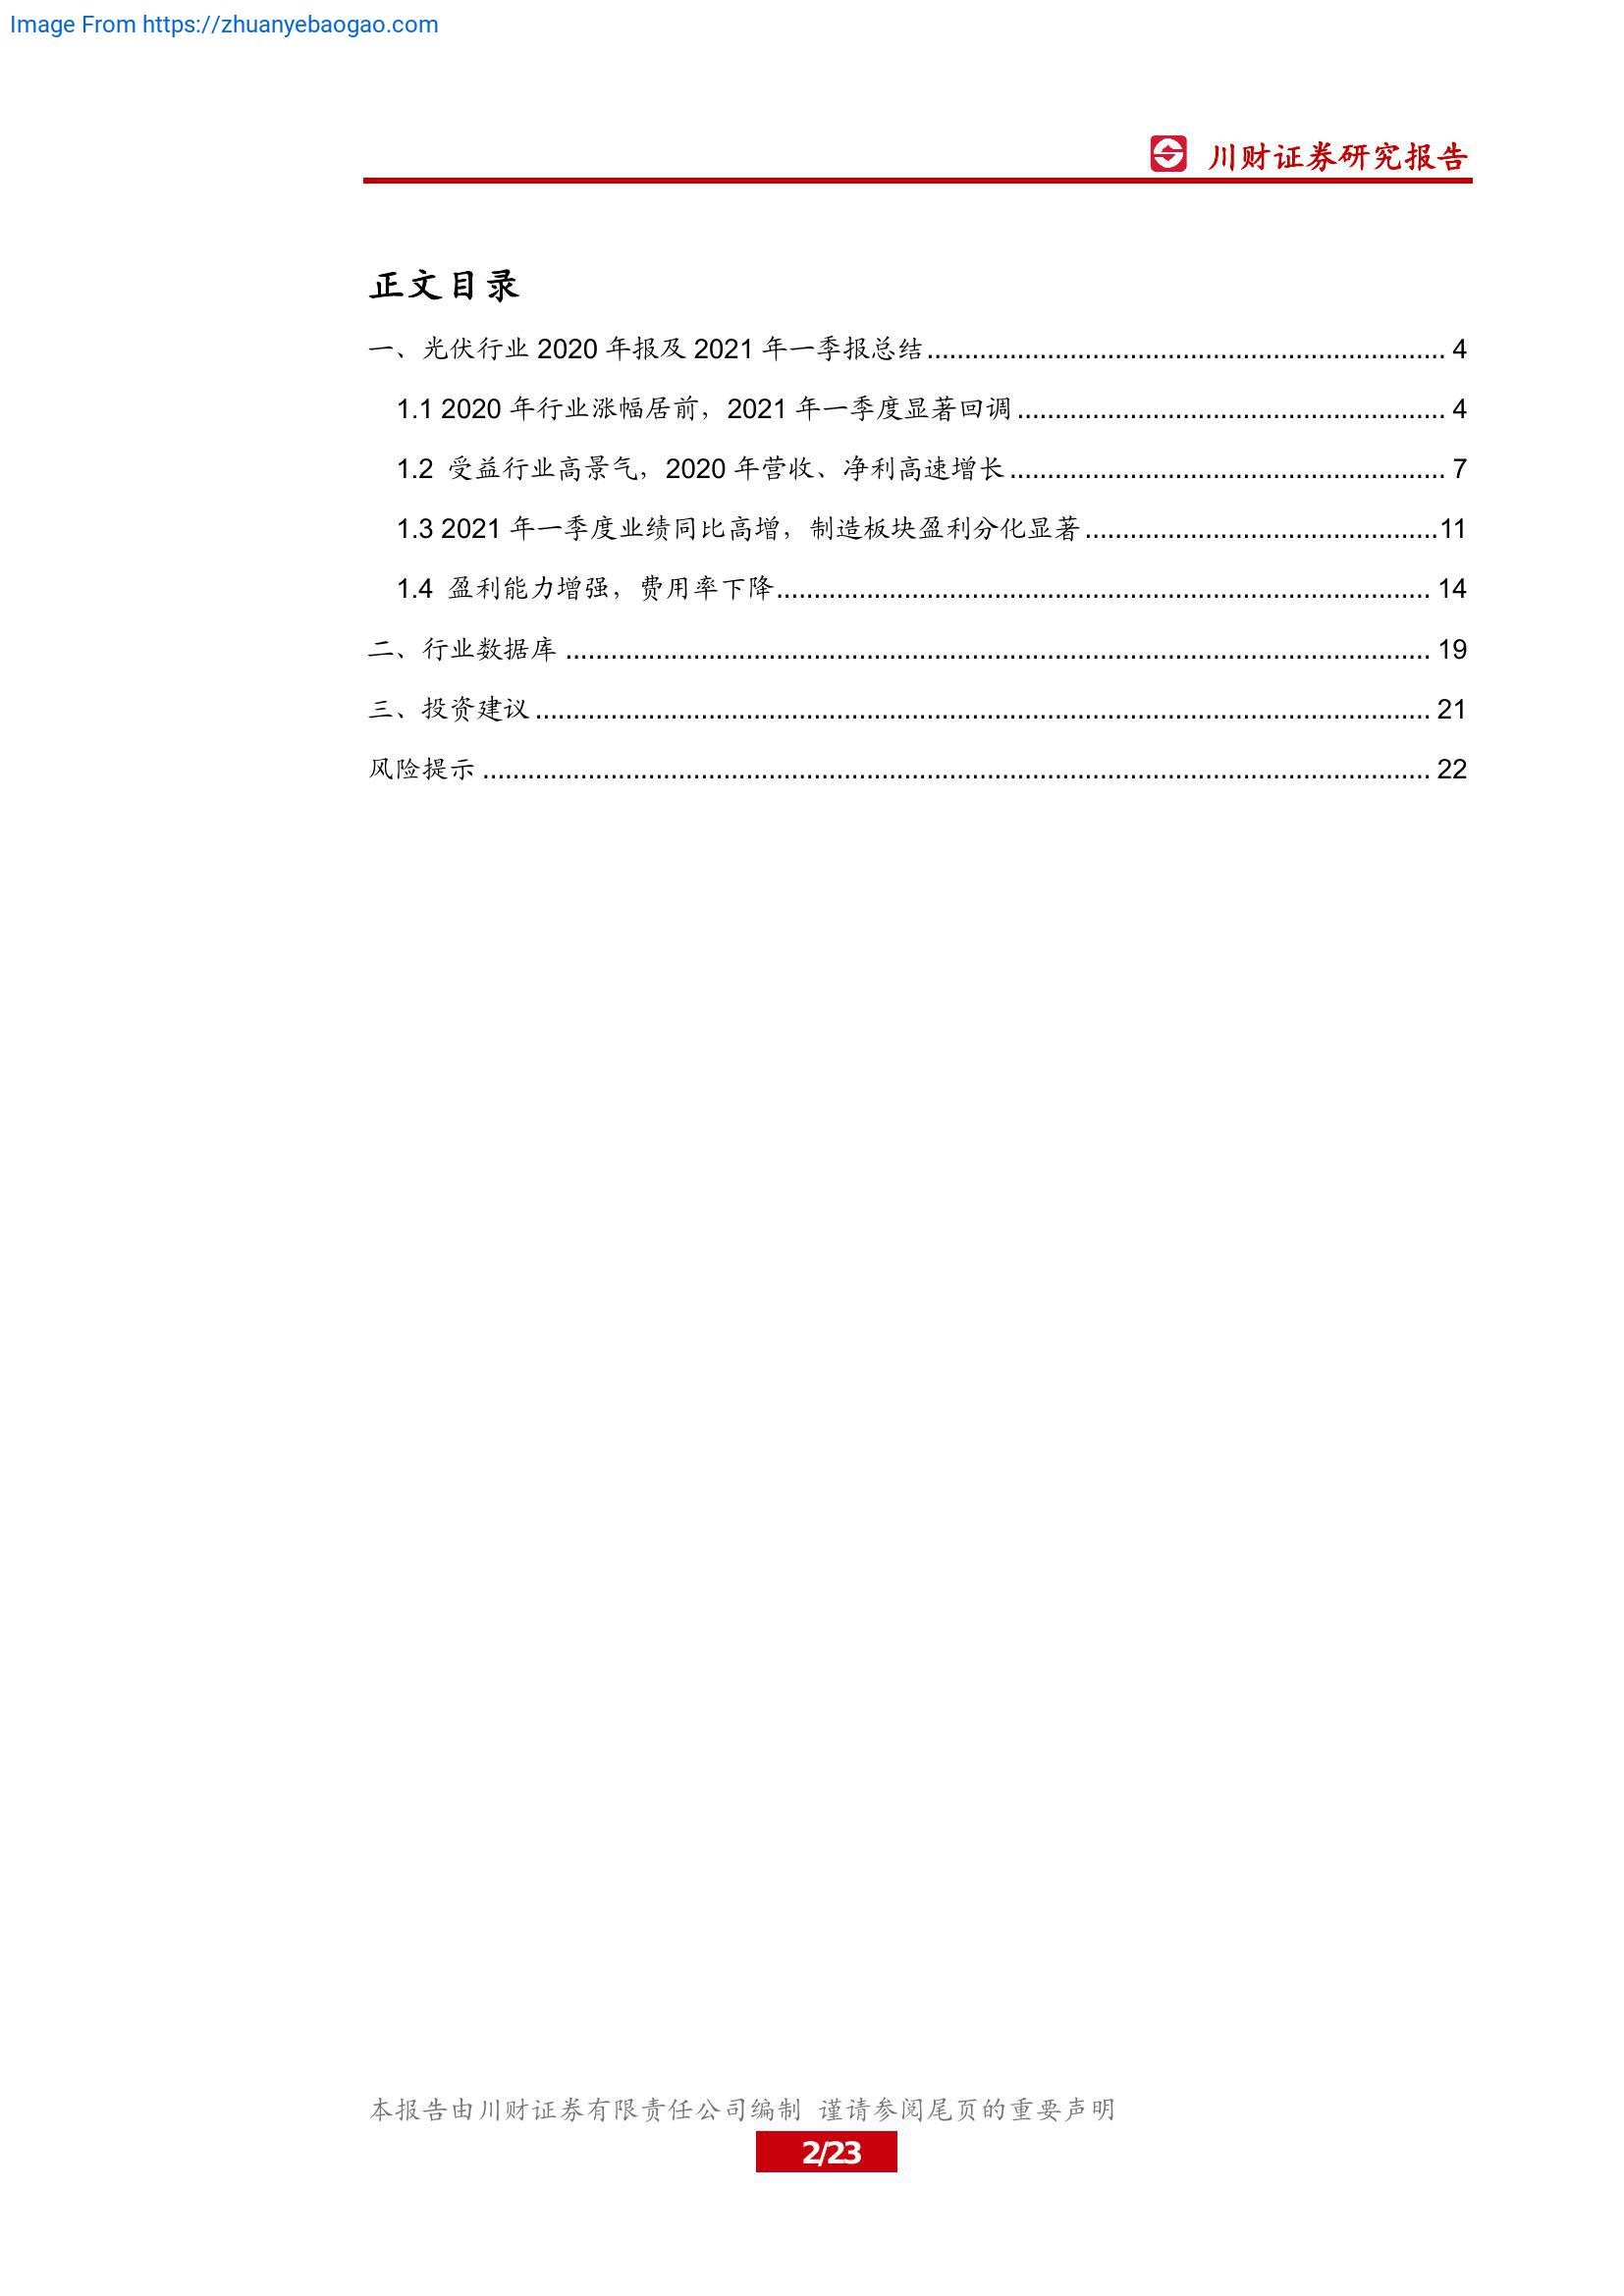 Image From https://zhuanyebaogao.com
川财证券研究报告
正文目录
一、光伏行业 2020 年报及 2021 年一季报总结 ..................................................................... 4
1.1 2020 年行业涨幅居前，2021 年一季度显著回调 ......................................................... 4
1.2 受益行业高景气，2020 年营收、净利高速增长 .......................................................... 7
1.3 2021 年一季度业绩同比高增，制造板块盈利分化显著 ...............................................11
1.4 盈利能力增强，费用率下降....................................................................................... 14
二、行业数据库 ................................................................................................................... 19
三、投资建议 ....................................................................................................................... 21
风险提示 .............................................................................................................................. 22
本报告由川财证券有限责任公司编制 谨请参阅尾页的重要声明
2/23